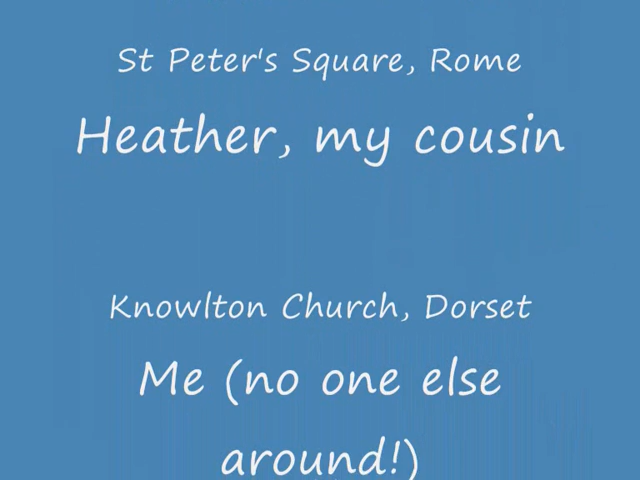 St Peter's Square, Rome
Heather, my cousin
Knowlton Church, Dorset
Me (no one else
around!)